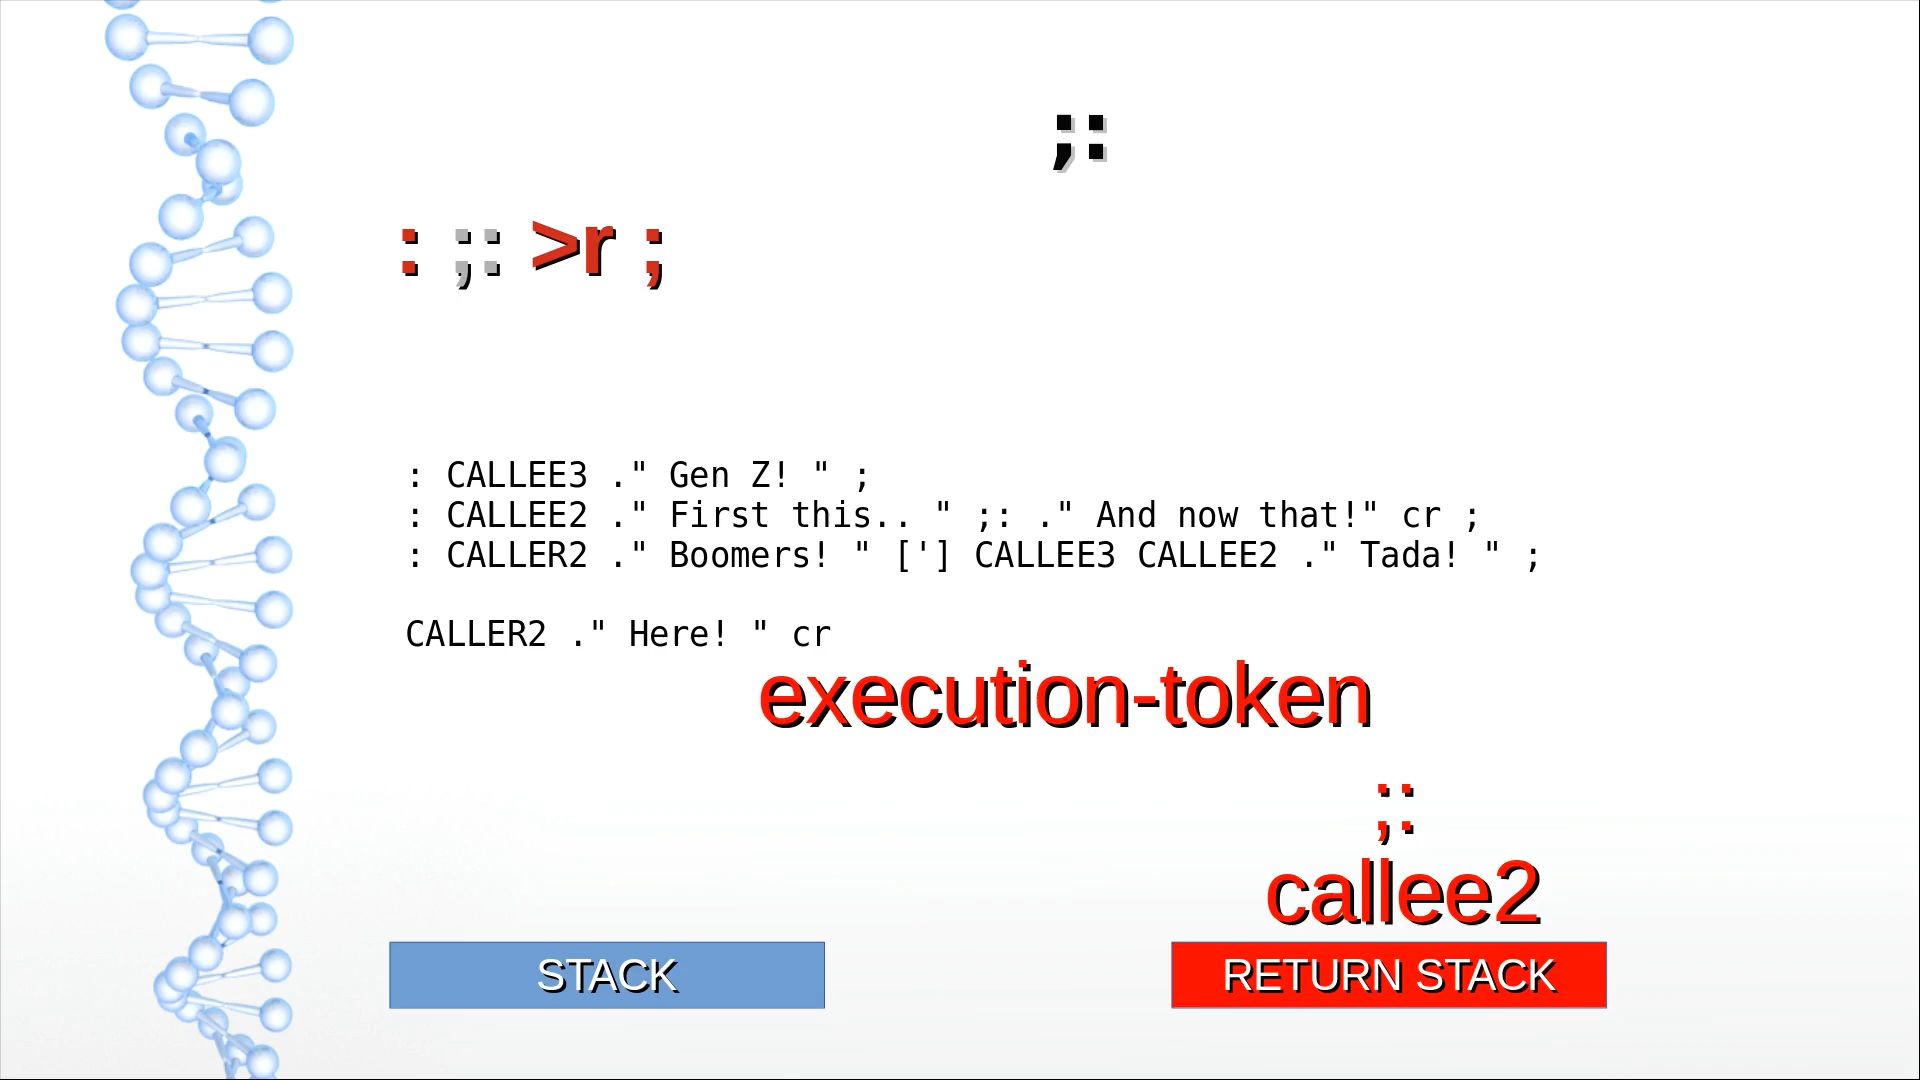 ;:
: ;: >r ;
: CALLEE3 ." Gen Z! " ;
: CALLEE2 ." First this.. " ;: ." And now that!" cr ;
: CALLER2 ." Boomers! " ['] CALLEE3 CALLEE2 ." Tada! " ;
CALLER2 ." Here! " cr
execution-token
;:
callee2
STACK
RETURN STACK